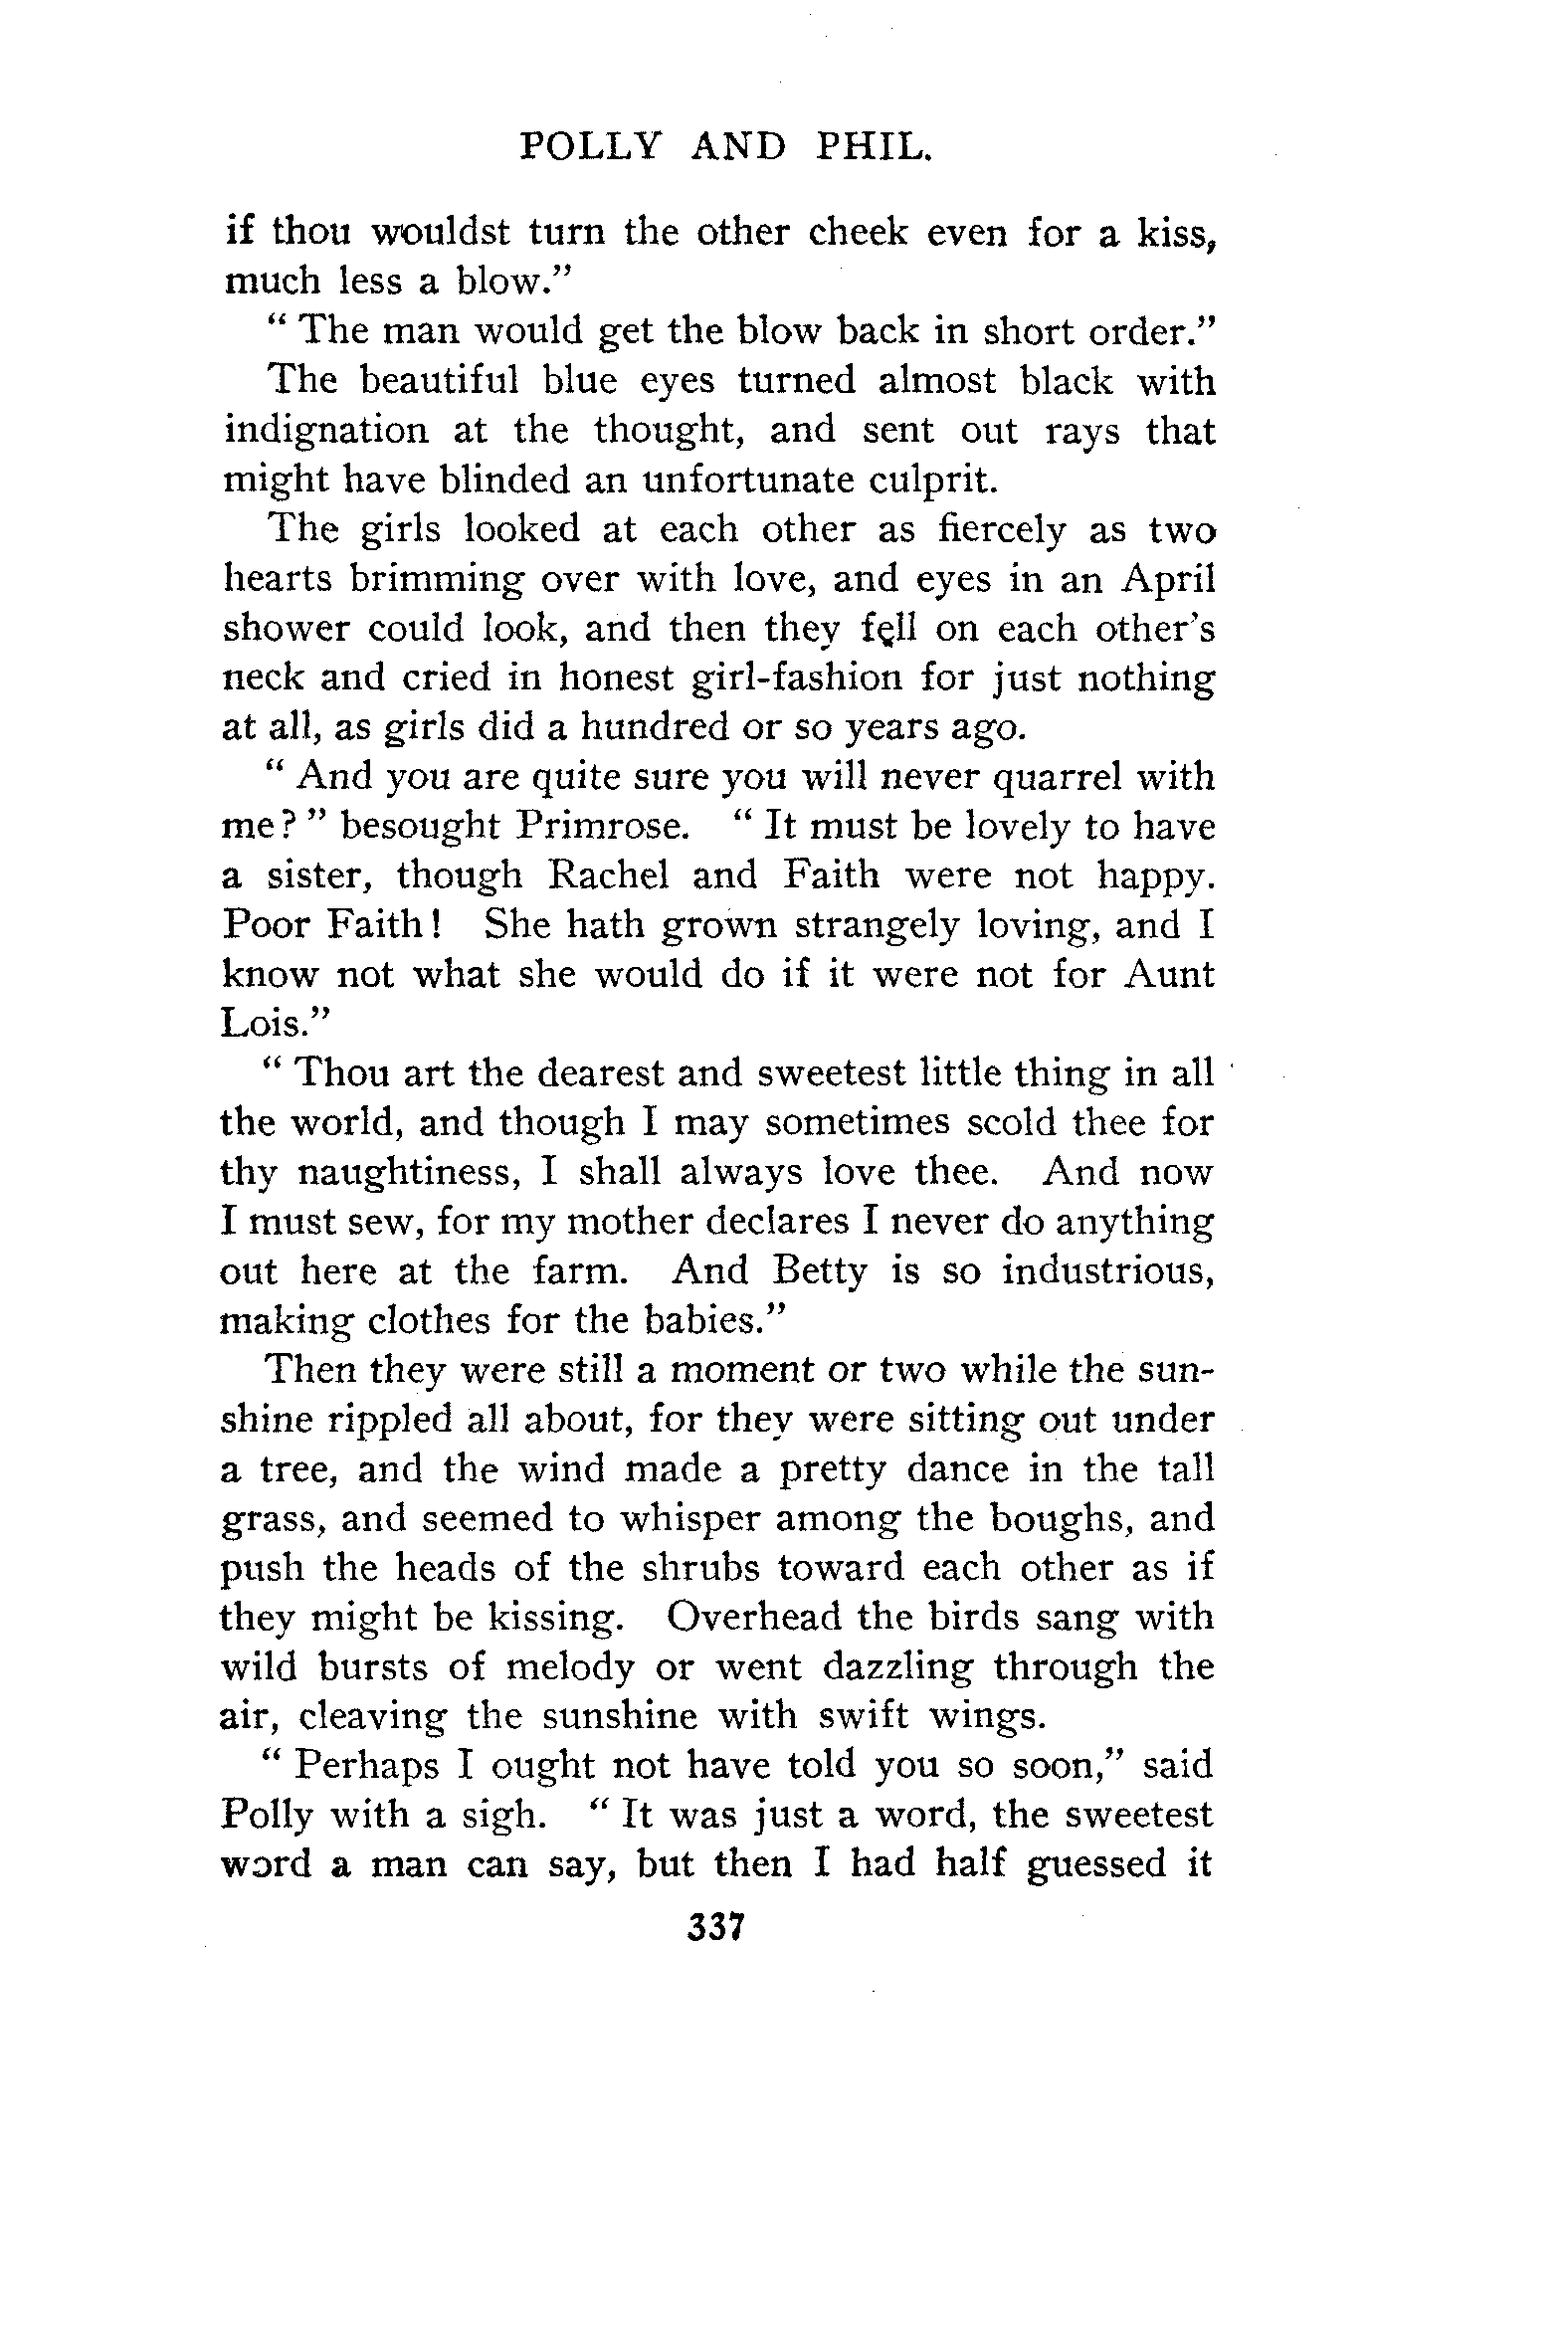 POLLY AND PHIL.
if thou wouldst turn the other cheek even for a kiss,
much less a blow.”
“ The man would get the blow back in short order.”
The beautiful blue eyes turned almost black with
indignation at the thought, and sent out rays that
might have blinded an unfortunate culprit.
The girls looked at each other as fiercely as two
hearts brimming over with love, and eyes in an April
shower could look, and then they fell on each other’s
neck and cried in honest girl-fashion for just nothing
at all, as girls did a hundred or so years ago.
“ And you are quite sure you will never quarrel with
me? ” besought Primrose. “ It must be lovely to have
a sister, though Rachel and Faith were not happy.
Poor Faith! She hath grown strangely loving, and I
know not what she would do if it were not for Aunt
Lois.”
“ Thou art the dearest and sweetest little thing in all
the world, and though I may sometimes scold thee for
thy naughtiness, I shall always love thee. And now
I must sew, for my mother declares I never do anything
out here at the farm. And Betty is so industrious,
making clothes for the babies.”
Then they were still a moment or two while the sun-
shine rippled all about, for they were sitting out under
a tree, and the wind made a pretty dance in the tall
grass, and seemed to whisper among the boughs, and
push the heads of the shrubs toward each other as if
they might be kissing. Overhead the birds sang with
wild bursts of melody or went dazzling through the
air, cleaving the sunshine with swift wings.
“ Perhaps I ought not have told you so soon,” said
Polly with a sigh. “ It was just a word, the sweetest
word a man can say, but then I had half guessed it
337